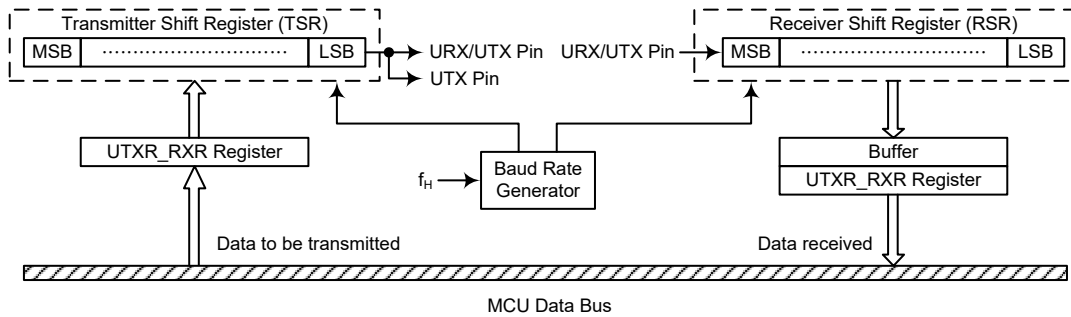 Transmitter Shift Register (TSR)
MSB ………………………… LSB
URX/UTX Pin
UTX Pin
Receiver Shift Register (RSR)
URX/UTX Pin
MSB ………………………… LSB
UTXR_RXR Register
fH
Baud Rate
Generator
Buffer
UTXR_RXR Register
Data to be transmitted
Data received
MCU Data Bus